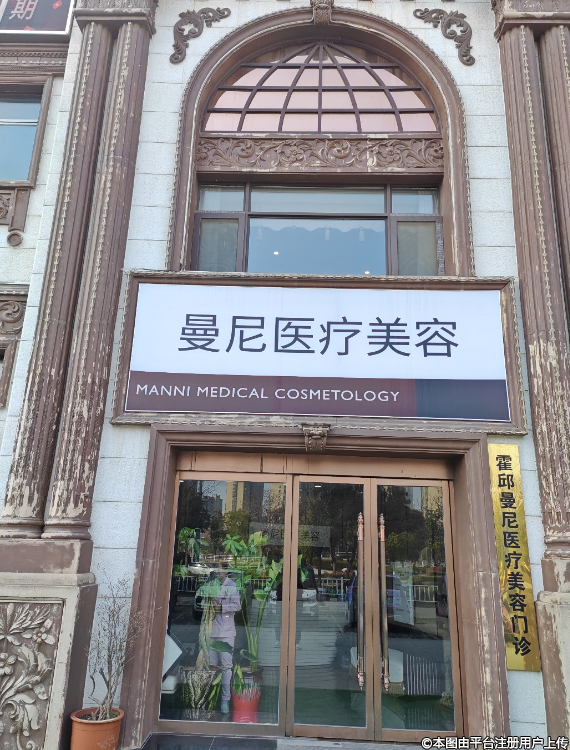 期
曼尼医疗美容
MANNI MEDICAL COSMETOLOGY
霍邱曼尼医疗美容门诊
©本图由平台注册用户上传